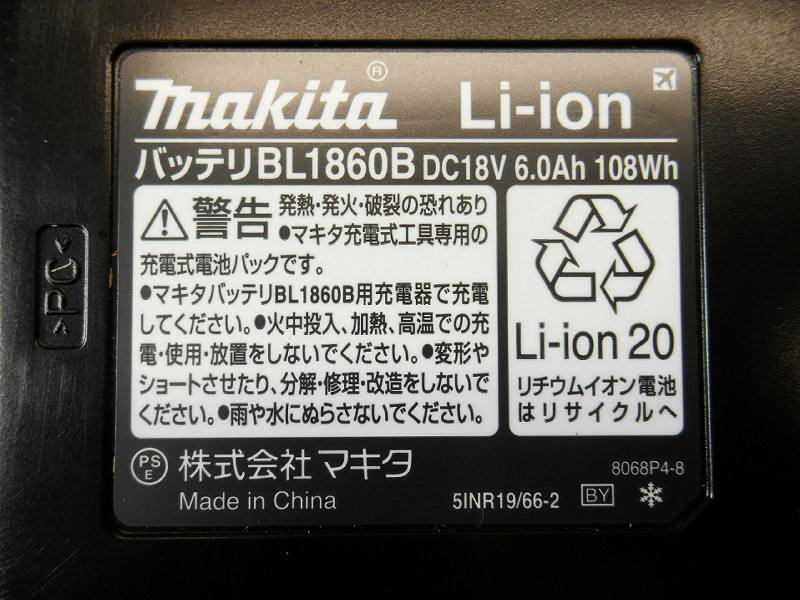 makita® Li-ion
バッテリBL1860B DC18V 6.0Ah 108Wh
警告 発熱・発火・破裂の恐れあり
●マキタ充電式工具専用の
充電式電池パックです。
●マキタバッテリBL1860B用充電器で充電
してください。●火中投入、加熱、高温での充
電・使用・放置をしないでください。●変形や
ショートさせたり、分解・修理・改造をしないで
ください。●雨や水にぬらさないでください。
Li-ion 20
リチウムイオン電池
はリサイクルへ
PS
E
株式会社マキタ
8068P4-8
Made in China
5INR19/66-2
BY
>PC<